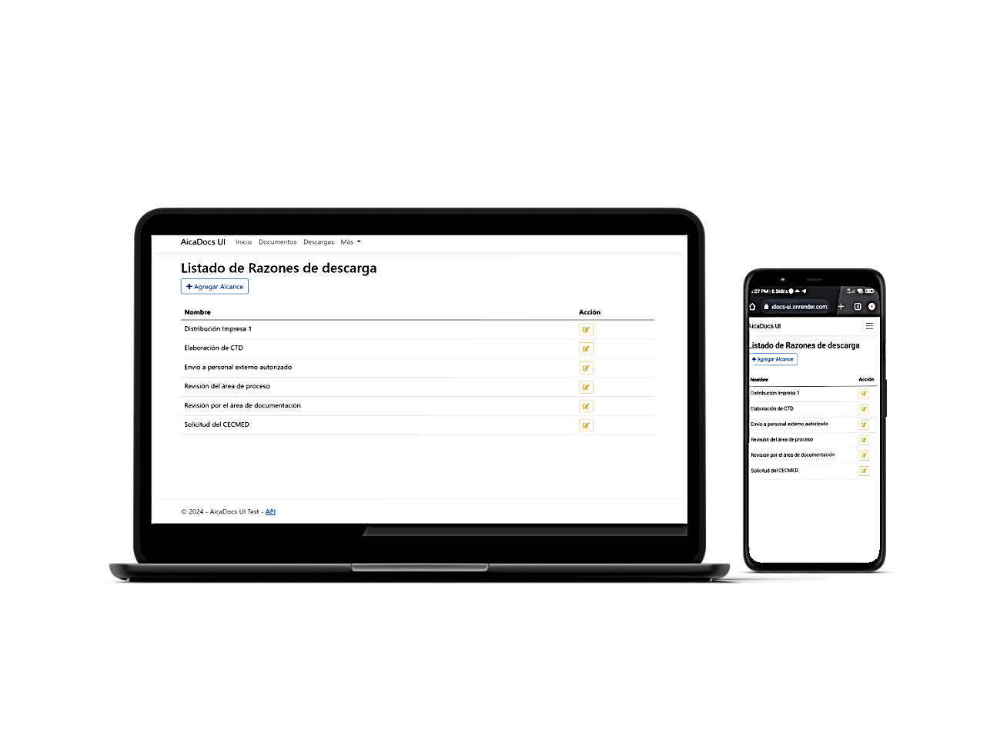 AicaDocs UI Inicio Documentos Descargas Más
Listado de Razones de descarga
+ Agregar Alcance
Nombre Acción
Distribución Impresa 1
Elaboración de CTD
Envío a personal externo autorizado
Revisión del área de proceso
Revisión por el área de documentación
Solicitud del CECMED
© 2024 - AicaDocs UI Test - API
:27 PM | 0.5kB/s
idocs-ui.onrender.com
AicaDocs UI
Listado de Razones de descarga
+ Agregar Alcance
Nombre Acción
Distribución Impresa 1
Elaboración de CTD
Envío a personal externo autorizado
Revisión del área de proceso
Revisión por el área de documentación
Solicitud del CECMED